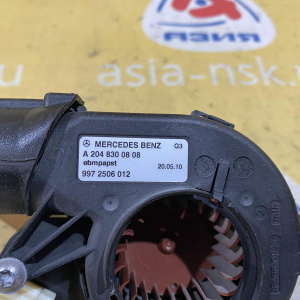 АЗИЯ
asia-nsk.ru
MERCEDES BENZ Q3
A 204 830 08 08
ebmpapst 20.05.10
997 2506 012